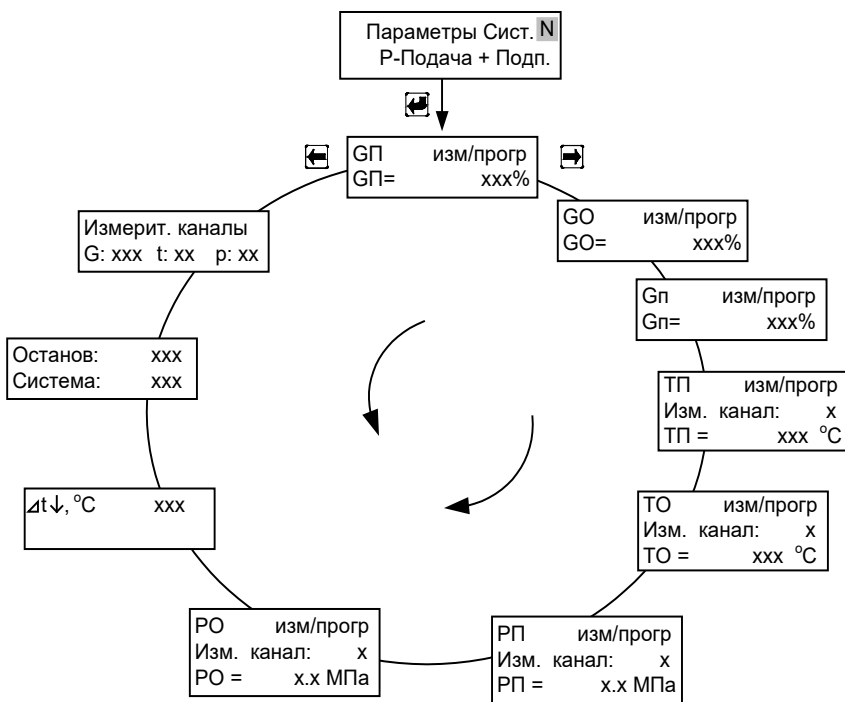 Параметры Сист. N
Р-Подача + Подп.
GП изм/прогр
GП= xxx%
GO изм/прогр
GO= xxx%
Gп изм/прогр
Gп= xxx%
ТП изм/прогр
Изм. канал: x
ТП = xxx °C
ТО изм/прогр
Изм. канал: x
ТО = xxx °C
РП изм/прогр
Изм. канал: x
РП = x.x МПа
РО изм/прогр
Изм. канал: x
РО = x.x МПа
⊿t↓, °C xxx
Останов: xxx
Система: xxx
Измерит. каналы
G: xxx t: xx p: xx